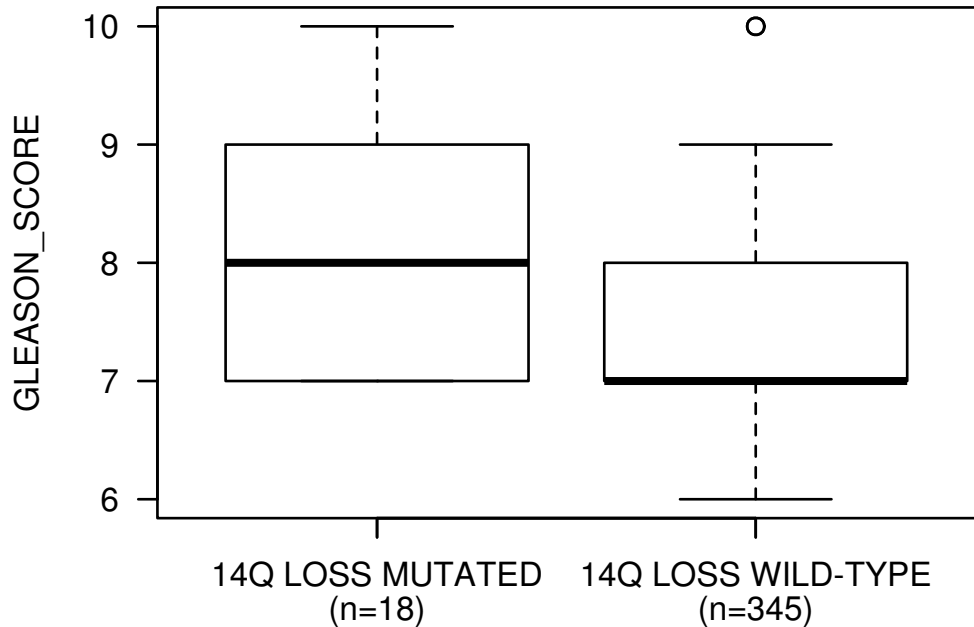 GLEASON_SCORE
10
9
8
7
6
14Q LOSS MUTATED
(n=18)
14Q LOSS WILD-TYPE
(n=345)